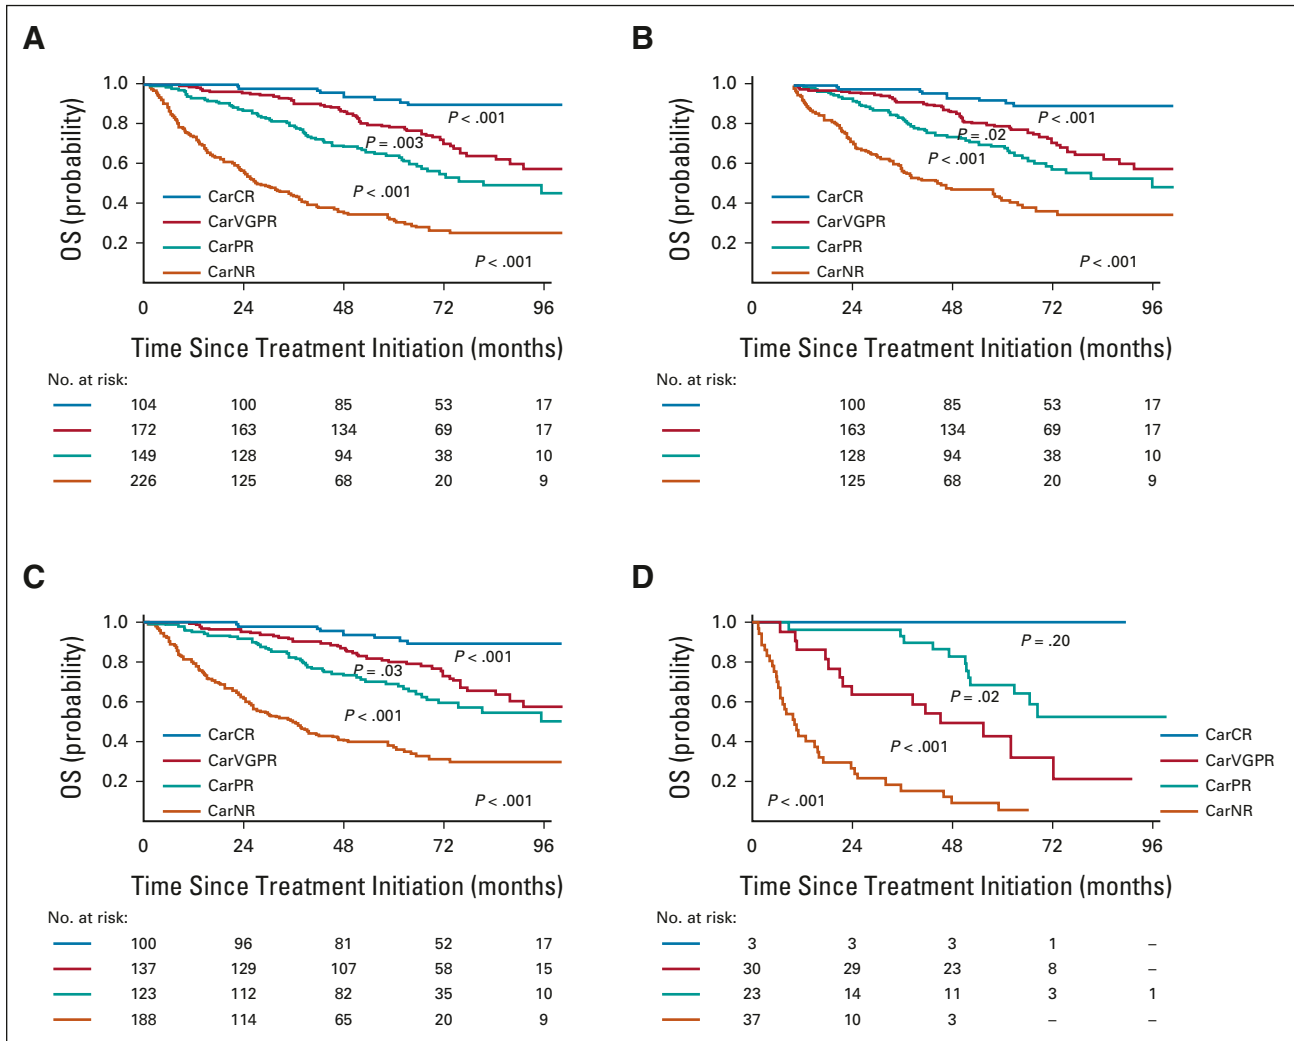 A
OS (probability)
1.0
0.8
0.6
0.4
0.2
P < .001
P = .003
P < .001
P < .001
CarCR
CarVGPR
CarPR
CarNR
0 24 48 72 96
Time Since Treatment Initiation (months)
No. at risk:
104 100 85 53 17
172 163 134 69 17
149 128 94 38 10
226 125 68 20 9
B
OS (probability)
1.0
0.8
0.6
0.4
0.2
P < .001
P = .02
P < .001
P < .001
CarCR
CarVGPR
CarPR
CarNR
0 24 48 72 96
Time Since Treatment Initiation (months)
No. at risk:
100 85 53 17
163 134 69 17
128 94 38 10
125 68 20 9
C
OS (probability)
1.0
0.8
0.6
0.4
0.2
P < .001
P = .03
P < .001
P < .001
CarCR
CarVGPR
CarPR
CarNR
0 24 48 72 96
Time Since Treatment Initiation (months)
No. at risk:
100 96 81 52 17
137 129 107 58 15
123 112 82 35 10
188 114 65 20 9
D
OS (probability)
1.0
0.8
0.6
0.4
0.2
P = .20
P = .02
P < .001
P < .001
CarCR
CarVGPR
CarPR
CarNR
0 24 48 72 96
Time Since Treatment Initiation (months)
No. at risk:
3 3 3 1 –
30 29 23 8 –
23 14 11 3 1
37 10 3 – –